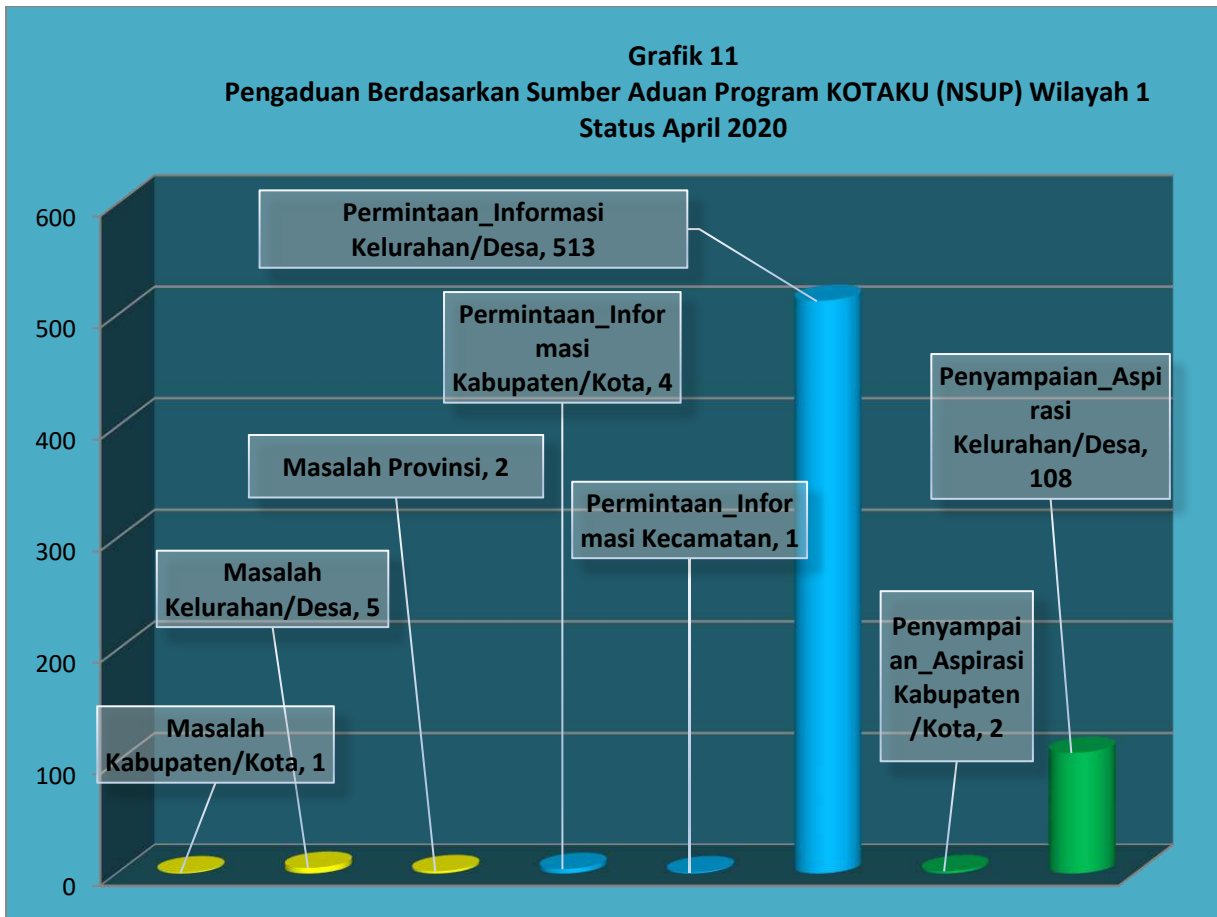 Grafik 11
Pengaduan Berdasarkan Sumber Aduan Program KOTAKU (NSUP) Wilayah 1
Status April 2020
600
500
400
300
200
100
0
Masalah
Kabupaten/Kota, 1
Masalah
Kelurahan/Desa, 5
Masalah Provinsi, 2
Permintaan_Infor
masi
Kabupaten/Kota, 4
Permintaan_Infor
masi Kecamatan, 1
Permintaan_Informasi
Kelurahan/Desa, 513
Penyampai
an_Aspirasi
Kabupaten
/Kota, 2
Penyampaian_Aspi
rasi
Kelurahan/Desa,
108